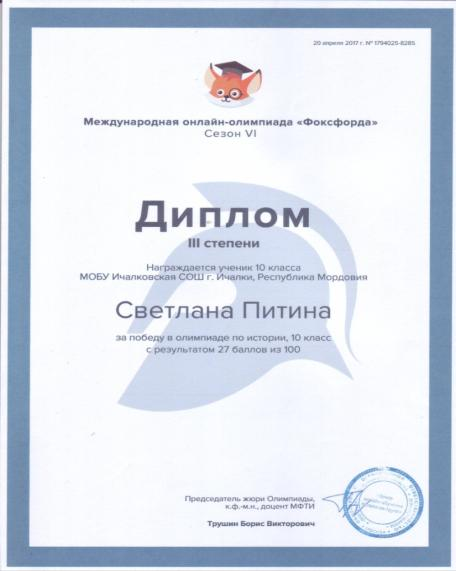 20 апреля 2017 г. № 1794025-8285
Международная онлайн-олимпиада «Фоксфорда»
Сезон VI
Диплом
III степени
Награждается ученик 10 класса
МОБУ Ичалковская СОШ г. Ичалки, Республика Мордовия
Светлана Питина
за победу в олимпиаде по истории, 10 класс
с результатом 27 баллов из 100
Председатель жюри Олимпиады,
к.ф.-м.н., доцент МФТИ
Трушин Борис Викторович